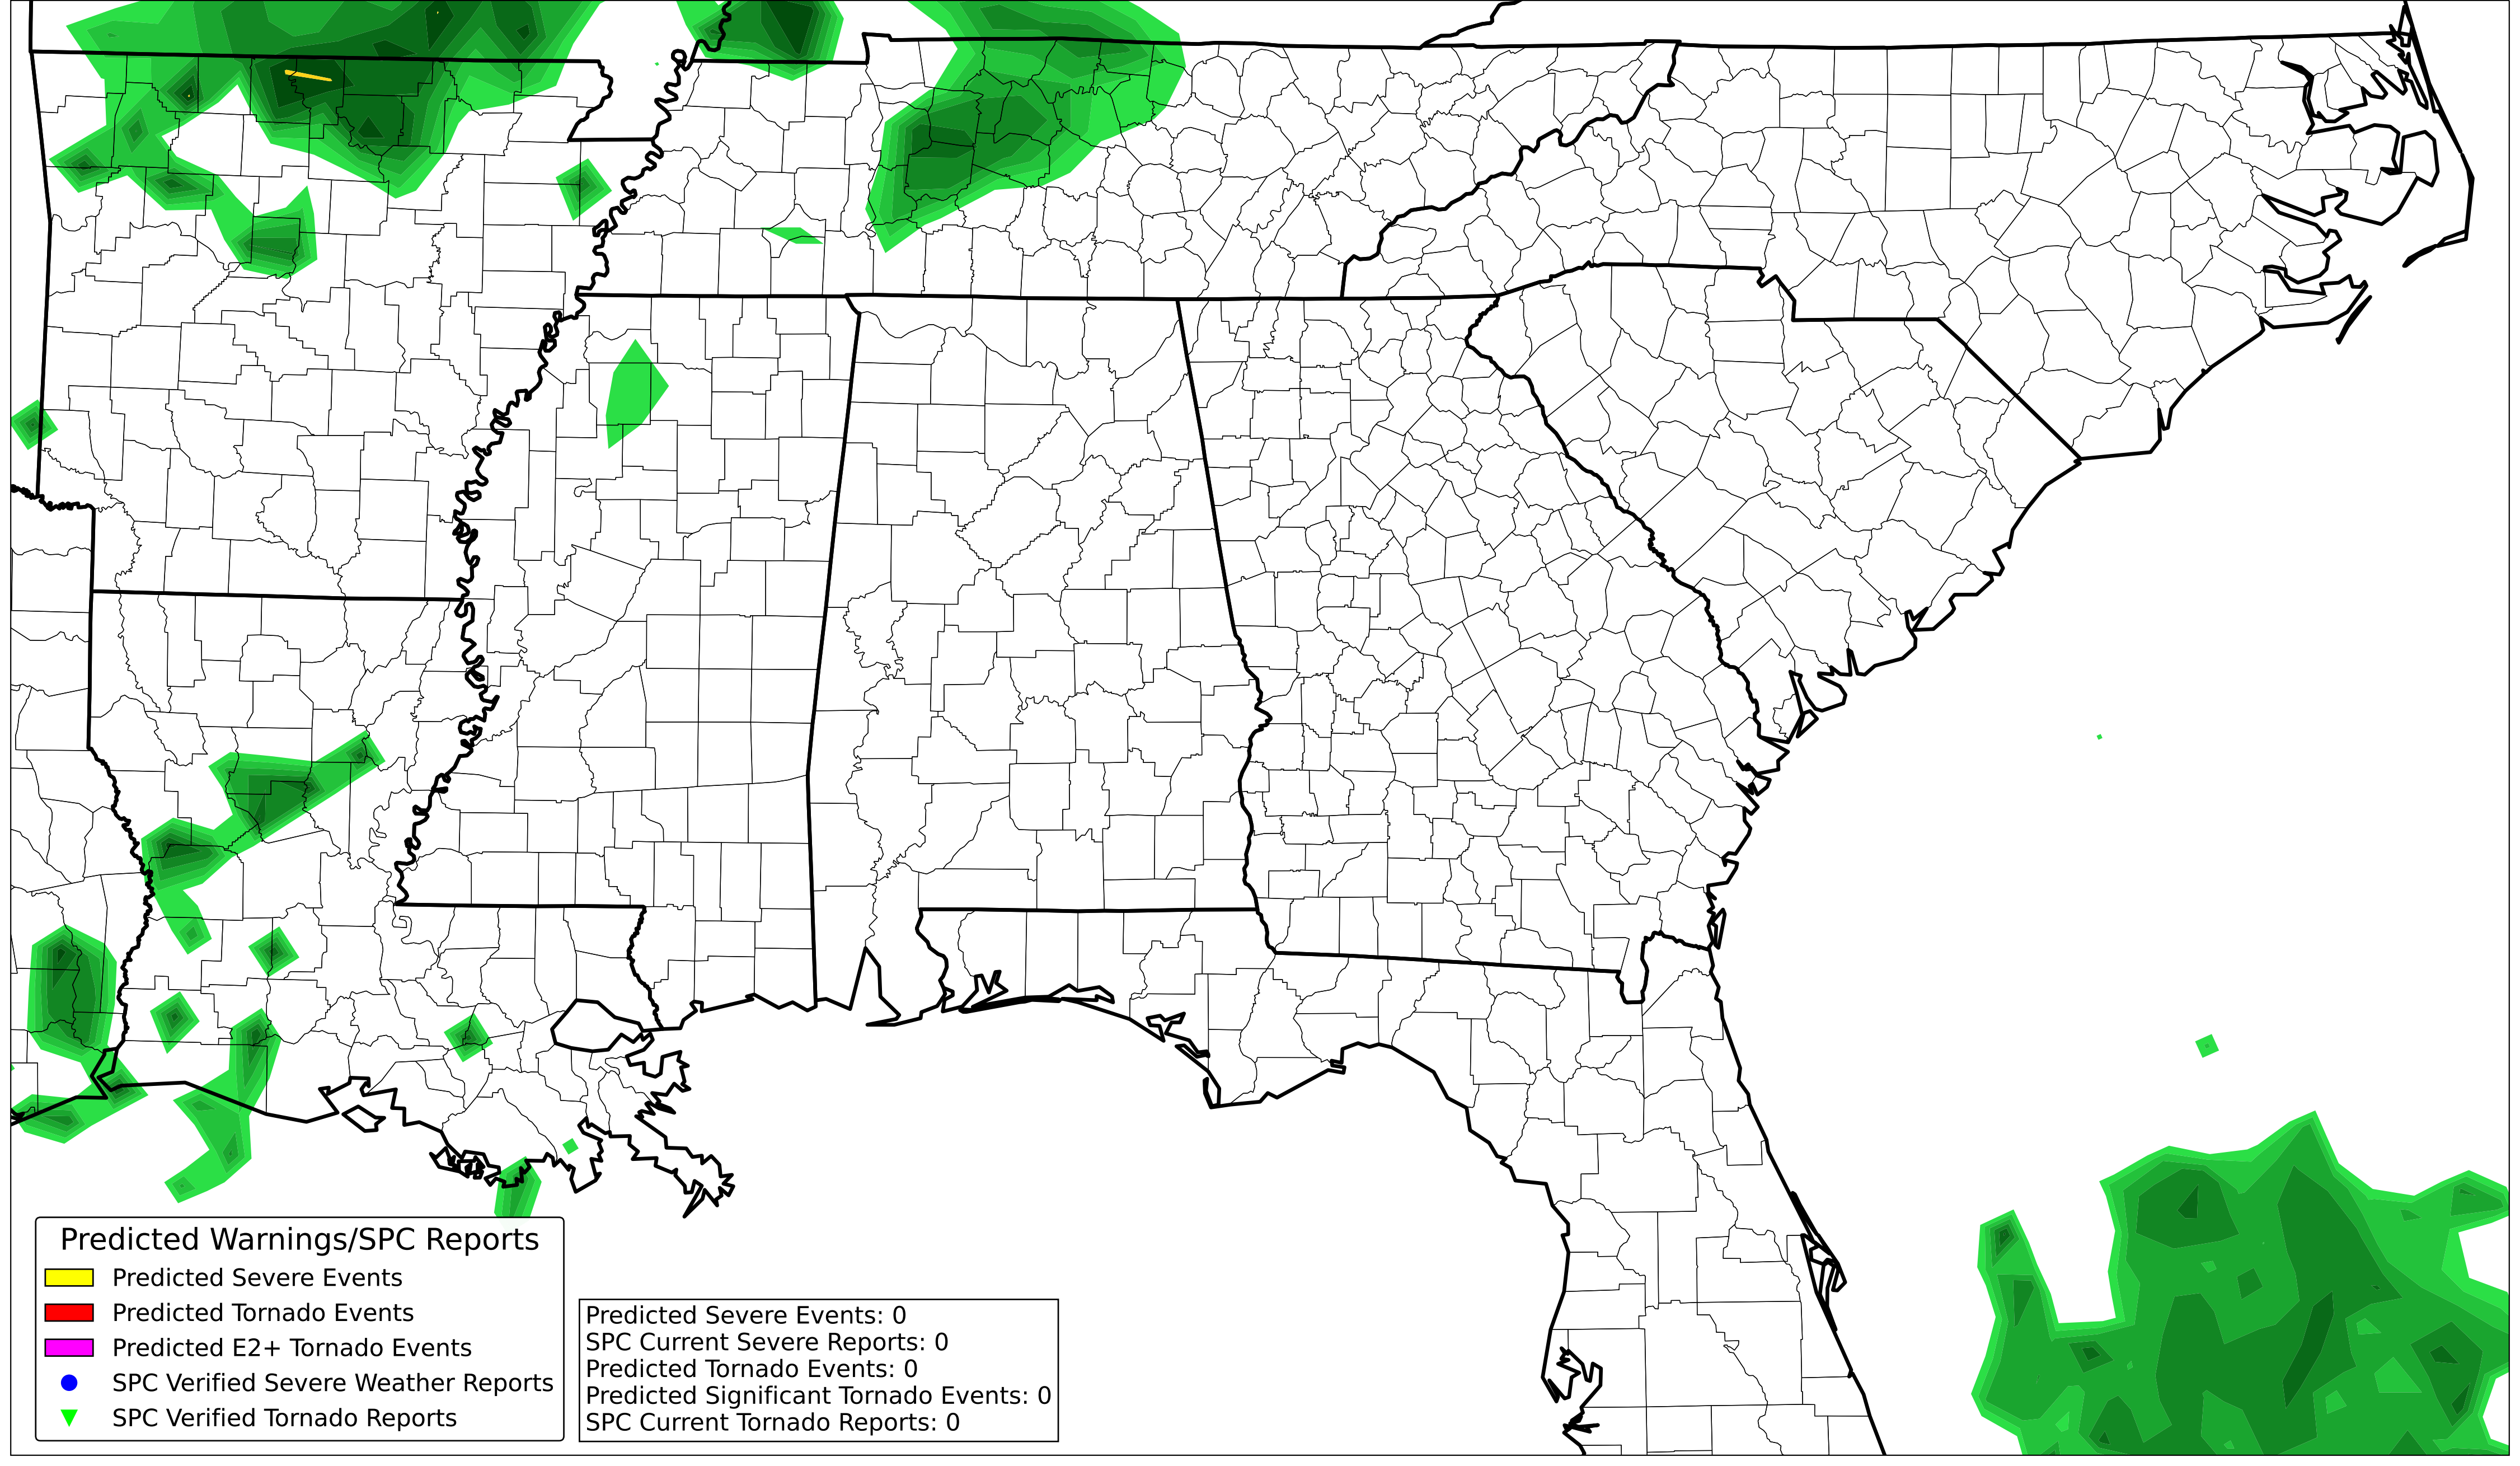 Predicted Warnings/SPC Reports
Predicted Severe Events
Predicted Tornado Events
Predicted E2+ Tornado Events
SPC Verified Severe Weather Reports
SPC Verified Tornado Reports
Predicted Severe Events: 0
SPC Current Severe Reports: 0
Predicted Tornado Events: 0
Predicted Significant Tornado Events: 0
SPC Current Tornado Reports: 0